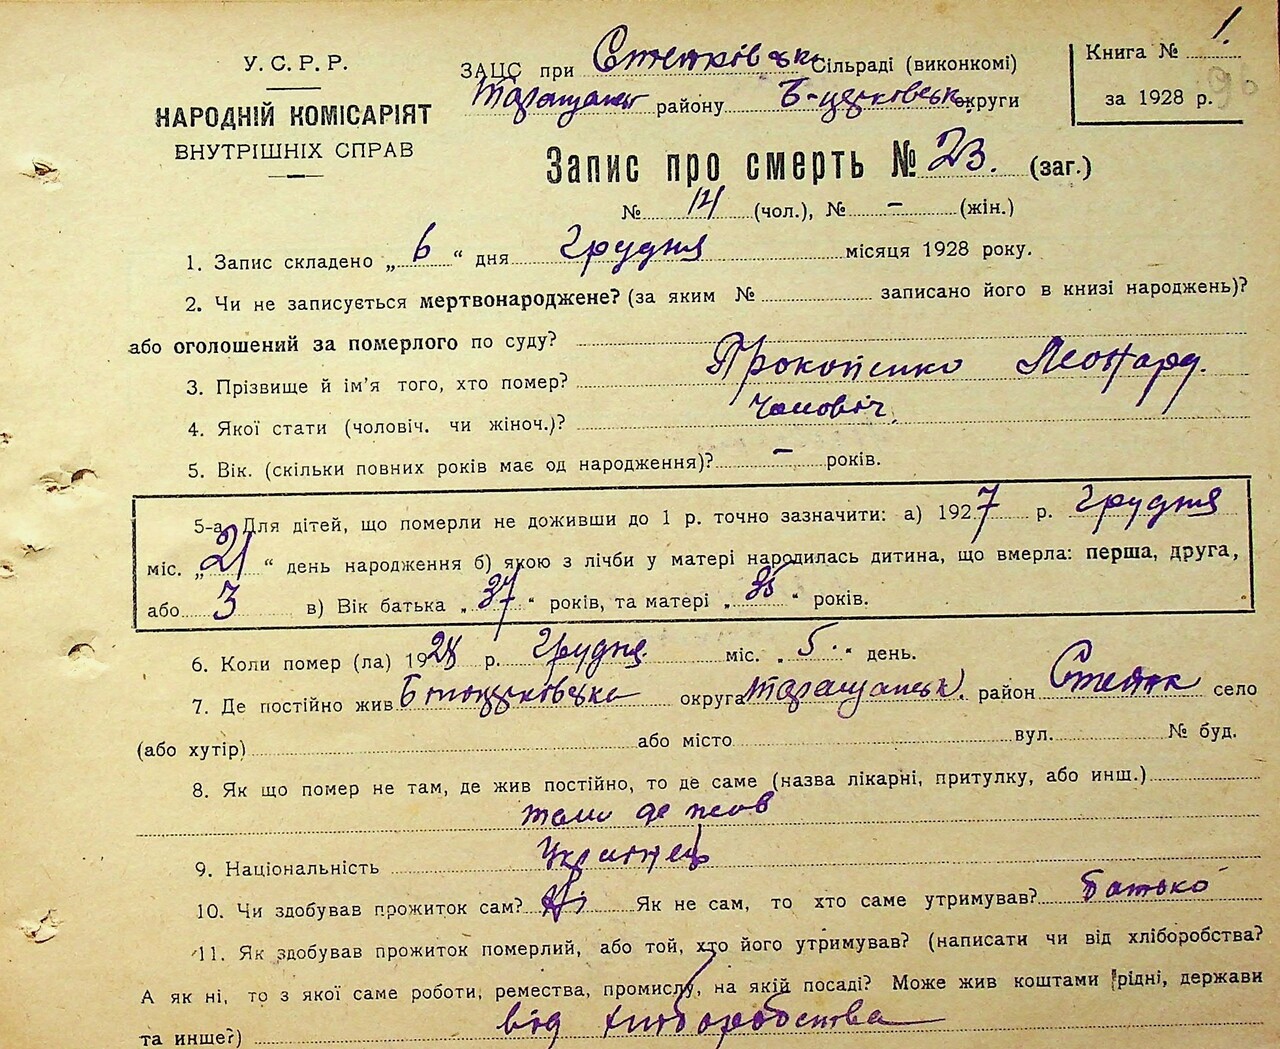 У. С. Р. Р.
НАРОДНІЙ КОМІСАРІЯТ
ВНУТРІШНІХ СПРАВ
ЗАЦС при Степківськ Сільраді (виконкомі)
Таращанськ району Б-церковськ. округи
Книга № 1.
за 1928 р. 96
Запис про смерть № 23. (заг.)
№ 14 (чол.), № – (жін.)
1. Запис складено „ 6 “ дня Грудня місяця 1928 року.
2. Чи не записується мертвонароджене? (за яким № записано його в книзі народжень)?
або оголошений за померлого по суду?
3. Прізвище й ім'я того, хто помер? Прокопенко Леонард.
4. Якої стати (чоловіч. чи жіноч.)? Чоловіч.
5. Вік. (скільки повних років має од народження)? – років.
5-а. Для дітей, що померли не доживши до 1 р. точно зазначити: а) 1927 р. Грудня
міс. „ 21 “ день народження б) якою з лічби у матері народилась дитина, що вмерла: перша, друга,
або 3 в) Вік батька „ 37 “ років, та матері „ 35 “ років.
6. Коли помер (ла) 1928 р. Грудня. міс. „ 5 “ день.
7. Де постійно жив Білоцерковська округа Таращанськ. район Степок село
(або хутір) або місто вул. № буд.
8. Як що помер не там, де жив постійно, то де саме (назва лікарні, притулку, або инш.)
там де жив
9. Національність Українець
10. Чи здобував прожиток сам? Ні Як не сам, то хто саме утримував? Батько
11. Як здобував прожиток померлий, або той, хто його утримував? (написати чи від хліборобства?
А як ні, то з якої саме роботи, ремества, промислу, на якій посаді? Може жив коштами рідні, держави
та инше?) від хліборобства